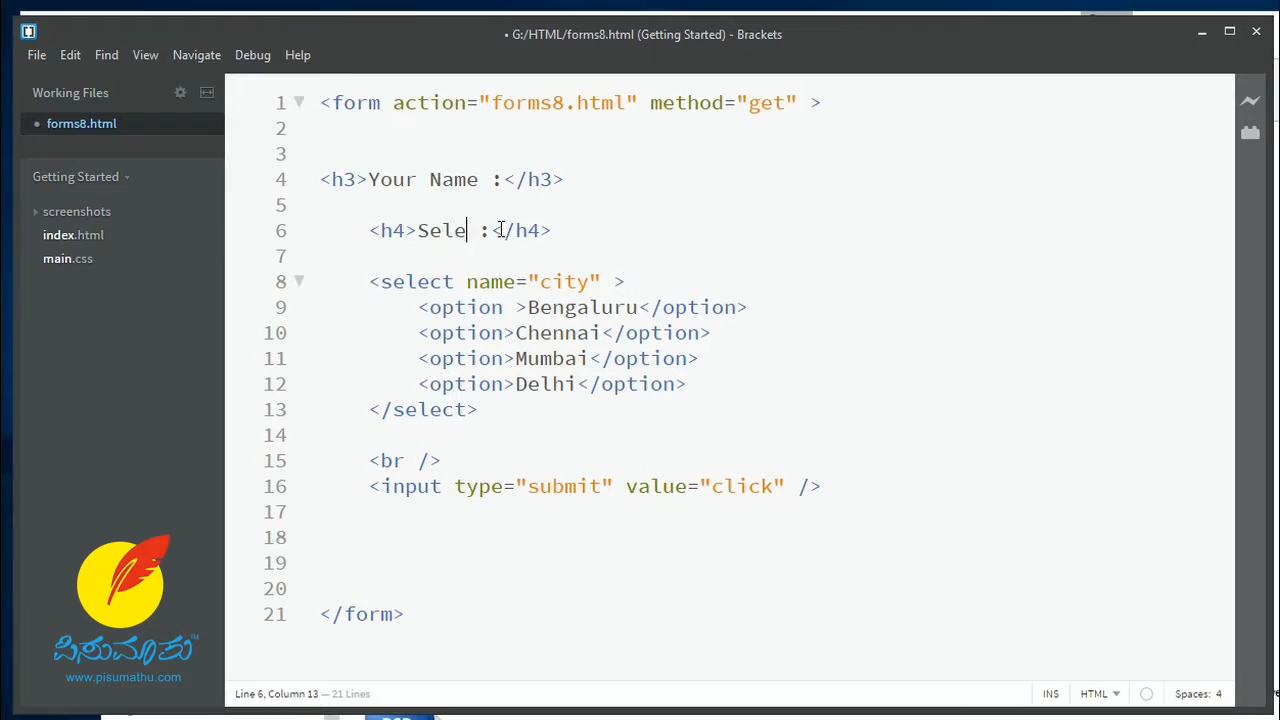 • G:/HTML/forms8.html (Getting Started) - Brackets
File Edit Find View Navigate Debug Help
Working Files
• forms8.html
Getting Started
screenshots
index.html
main.css
1 <form action="forms8.html" method="get" >
2
3
4 <h3>Your Name :</h3>
5
6 <h4>Sele :</h4>
7
8 <select name="city" >
9 <option >Bengaluru</option>
10 <option>Chennai</option>
11 <option>Mumbai</option>
12 <option>Delhi</option>
13 </select>
14
15 <br />
16 <input type="submit" value="click" />
17
18
19
20
21 </form>
ಪಿಸುಮಾತು™
www.pisumathu.com
Line 6, Column 13 — 21 Lines
INS HTML Spaces: 4